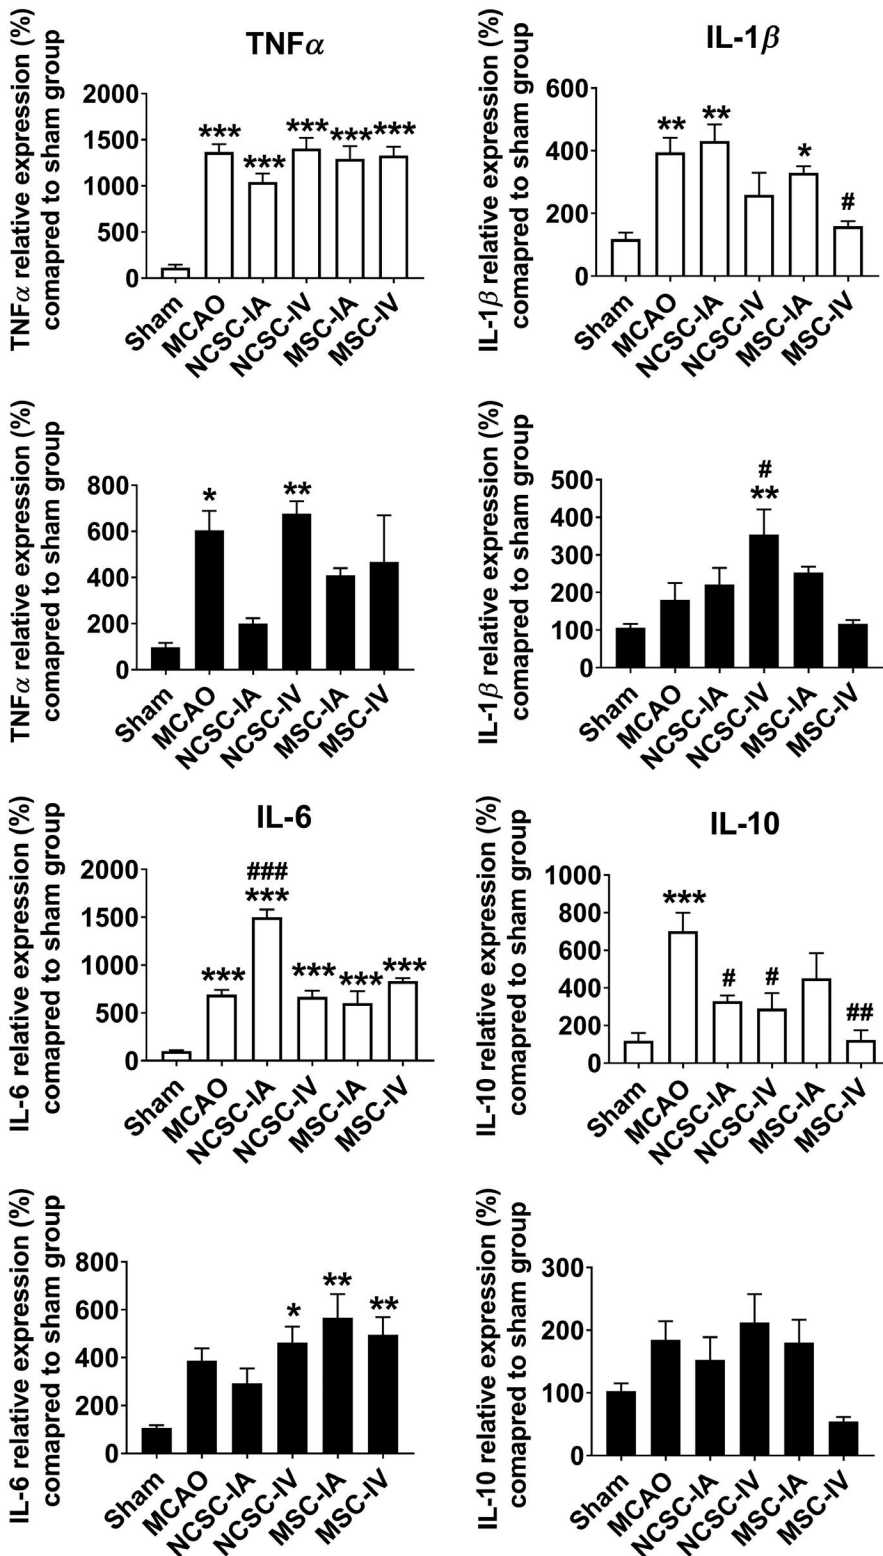 TNFα
TNFα relative expression (%)
comapred to sham group
2000
1500
1000
500
0
***
***
***
***
***
Sham
MCAO
NCSC-IA
NCSC-IV
MSC-IA
MSC-IV
IL-1β
IL-1β relative expression (%)
comapred to sham group
600
400
200
0
**
**
*
#
Sham
MCAO
NCSC-IA
NCSC-IV
MSC-IA
MSC-IV
TNFα relative expression (%)
comapred to sham group
800
600
400
200
0
*
**
Sham
MCAO
NCSC-IA
NCSC-IV
MSC-IA
MSC-IV
IL-1β relative expression (%)
comapred to sham group
500
400
300
200
100
0
#
**
Sham
MCAO
NCSC-IA
NCSC-IV
MSC-IA
MSC-IV
IL-6
IL-6 relative expression (%)
comapred to sham group
2000
1500
1000
500
0
***
###
***
***
***
***
Sham
MCAO
NCSC-IA
NCSC-IV
MSC-IA
MSC-IV
IL-10
IL-10 relative expression (%)
comapred to sham group
1000
800
600
400
200
0
***
#
#
##
Sham
MCAO
NCSC-IA
NCSC-IV
MSC-IA
MSC-IV
IL-6 relative expression (%)
comapred to sham group
800
600
400
200
0
*
**
**
Sham
MCAO
NCSC-IA
NCSC-IV
MSC-IA
MSC-IV
IL-10 relative expression (%)
comapred to sham group
300
200
100
0
Sham
MCAO
NCSC-IA
NCSC-IV
MSC-IA
MSC-IV